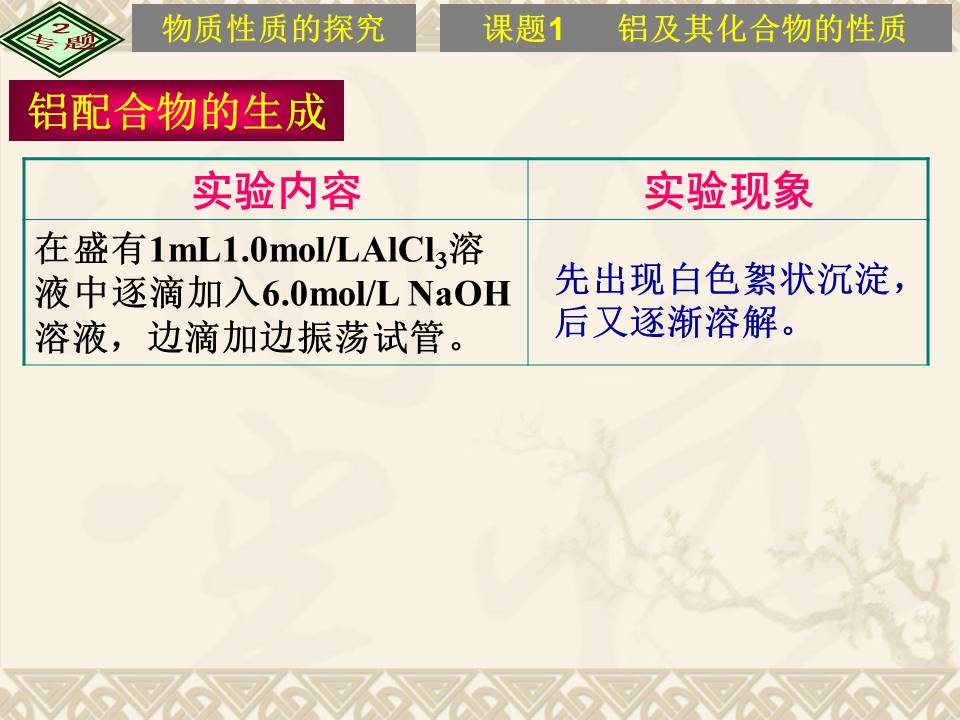 2
专题
物质性质的探究
课题1 铝及其化合物的性质
铝配合物的生成
实验内容
实验现象
在盛有1mL1.0mol/LAlCl₃溶
液中逐滴加入6.0mol/L NaOH
溶液，边滴加边振荡试管。
先出现白色絮状沉淀，
后又逐渐溶解。